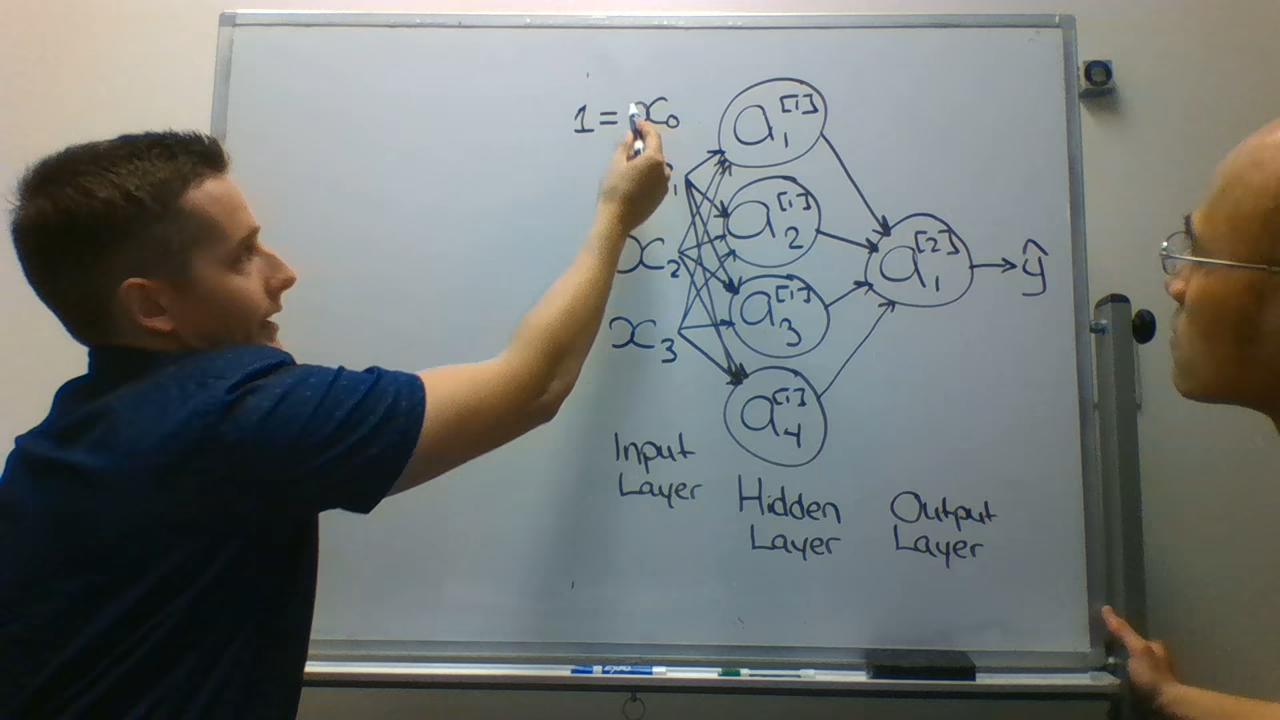 1 = x₀
x₂
x₃
a₁^[1]
a₂^[1]
a₃^[1]
a₄^[1]
a₁^[2]
ŷ
Input
Layer
Hidden
Layer
Output
Layer
EXPO